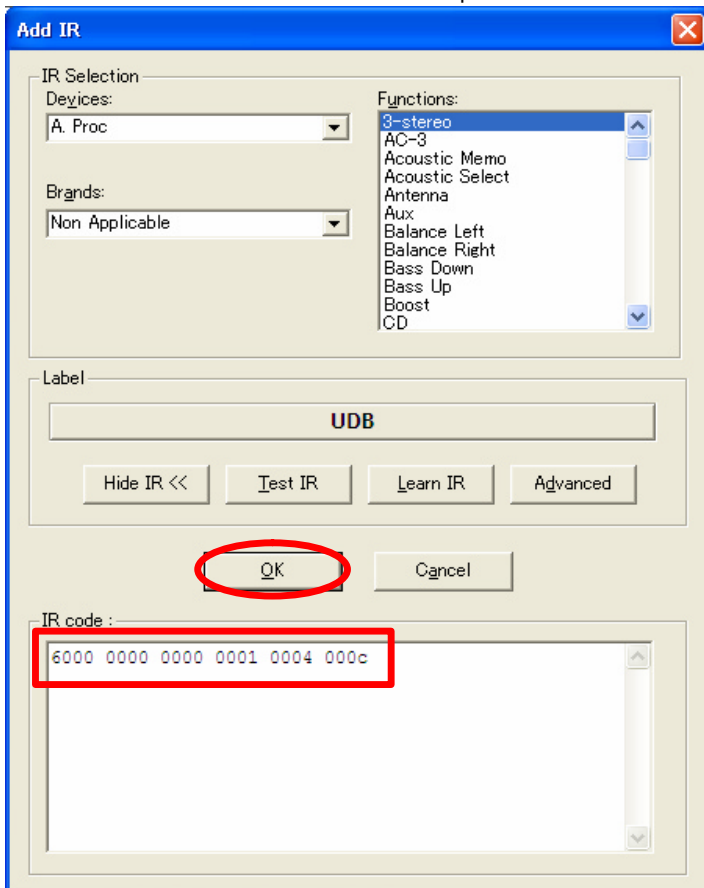 Add IR
IR Selection
Devices:
A. Proc
Brands:
Non Applicable
Functions:
3-stereo
AC-3
Acoustic Memo
Acoustic Select
Antenna
Aux
Balance Left
Balance Right
Bass Down
Bass Up
Boost
CD
Label
UDB
Hide IR <<
Test IR
Learn IR
Advanced
OK
Cancel
IR code :
6000 0000 0000 0001 0004 000c